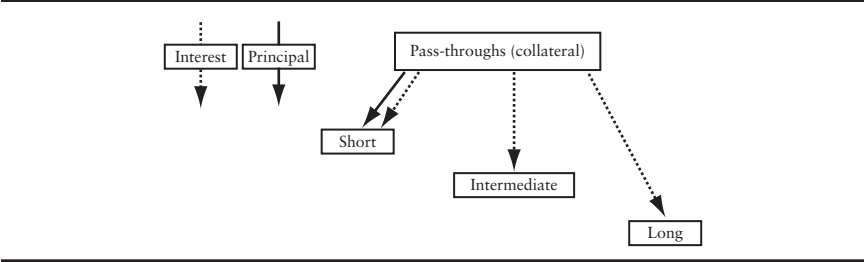 Interest
Principal
Pass-throughs (collateral)
Short
Intermediate
Long